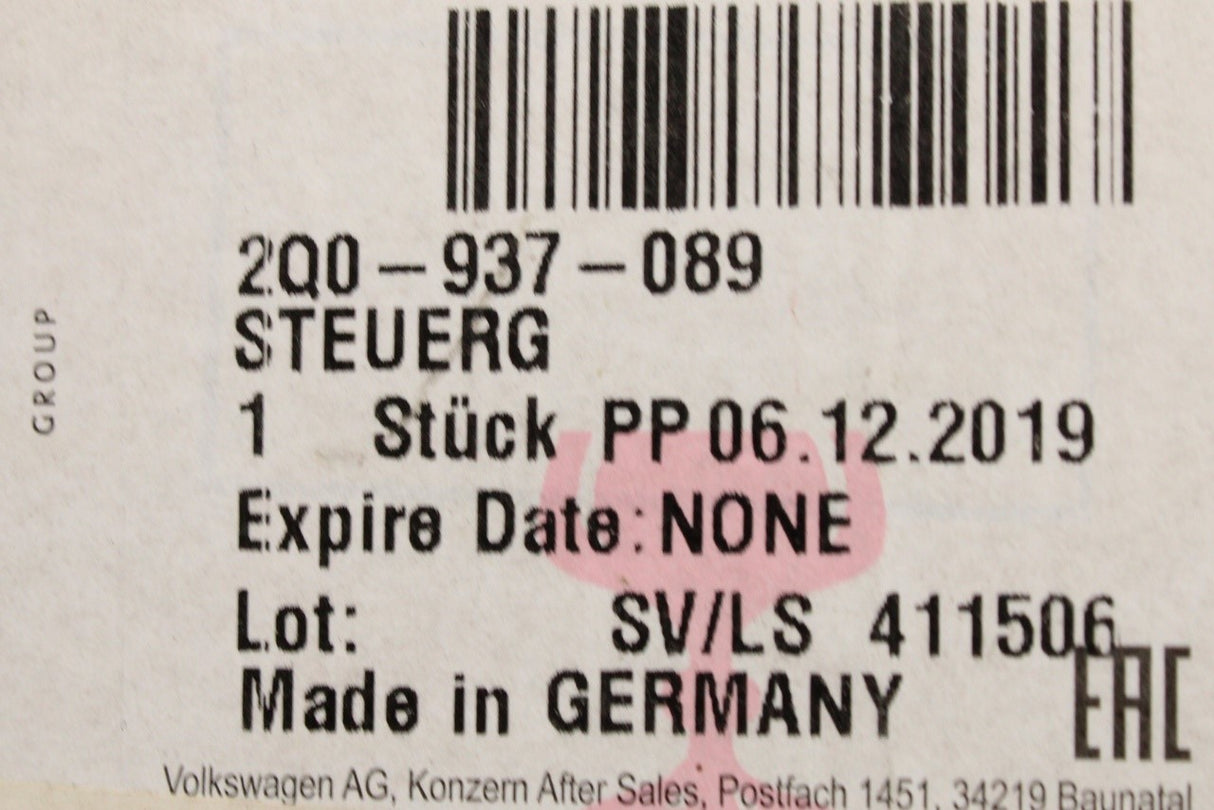 2Q0-937-089
STEUERG
GROUP
1 Stück PP 06.12.2019
Expire Date: NONE
Lot: SV/LS 411506
EAC
Made in GERMANY
Volkswagen AG, Konzern After Sales, Postfach 1451, 34219 Baunatal